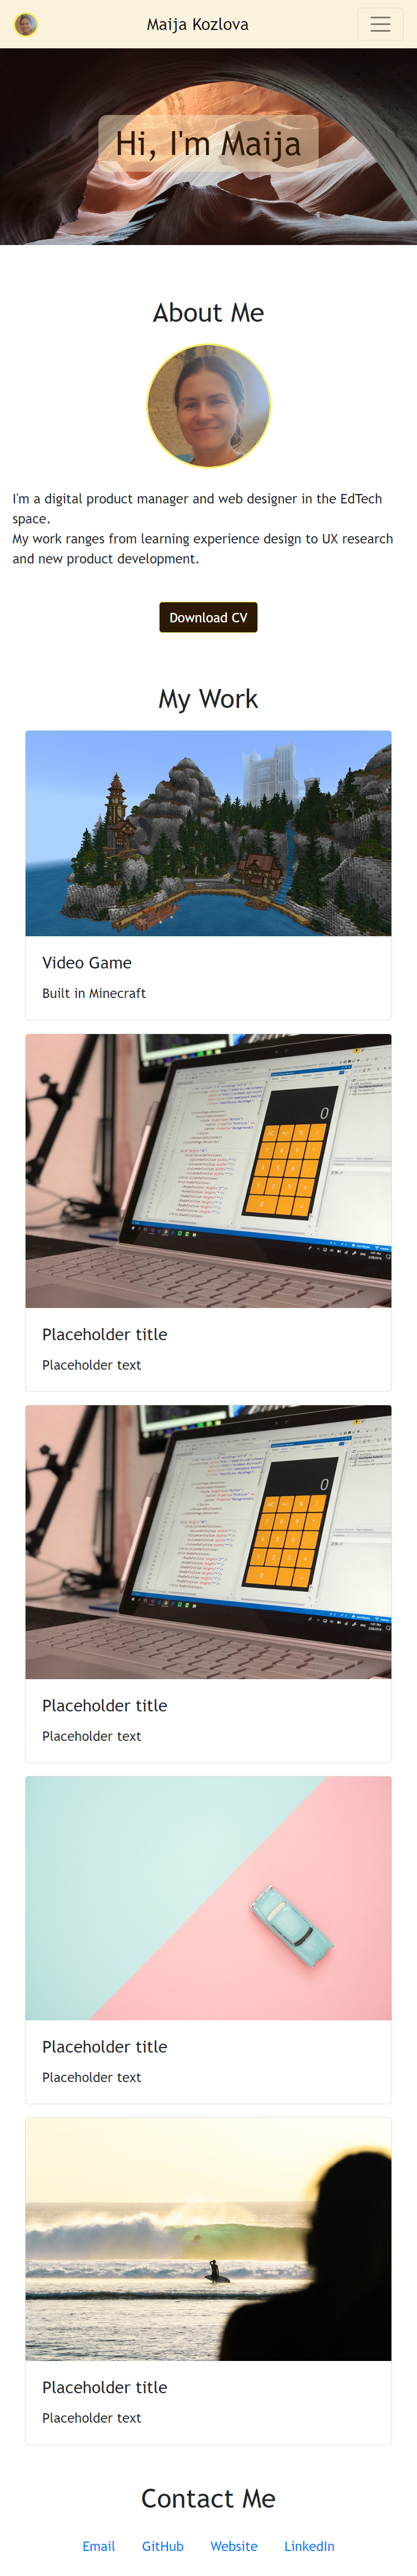 Maija Kozlova
Hi, I'm Maija
About Me
I'm a digital product manager and web designer in the EdTech
space.
My work ranges from learning experience design to UX research
and new product development.
Download CV
My Work
Video Game
Built in Minecraft
Placeholder title
Placeholder text
Placeholder title
Placeholder text
Placeholder title
Placeholder text
Placeholder title
Placeholder text
Contact Me
Email GitHub Website LinkedIn